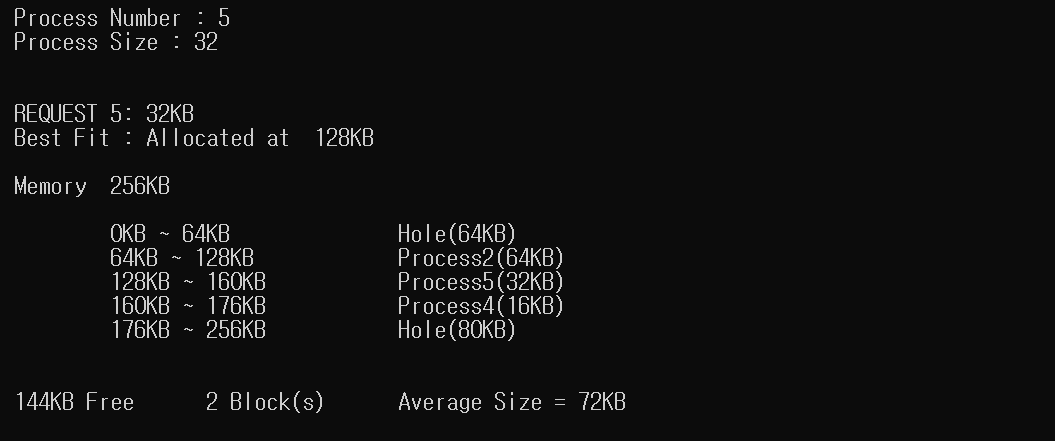 Process Number : 5
Process Size : 32
REQUEST 5: 32KB
Best Fit : Allocated at  128KB
Memory  256KB
0KB ~ 64KB Hole(64KB)
64KB ~ 128KB Process2(64KB)
128KB ~ 160KB Process5(32KB)
160KB ~ 176KB Process4(16KB)
176KB ~ 256KB Hole(80KB)
144KB Free 2 Block(s) Average Size = 72KB